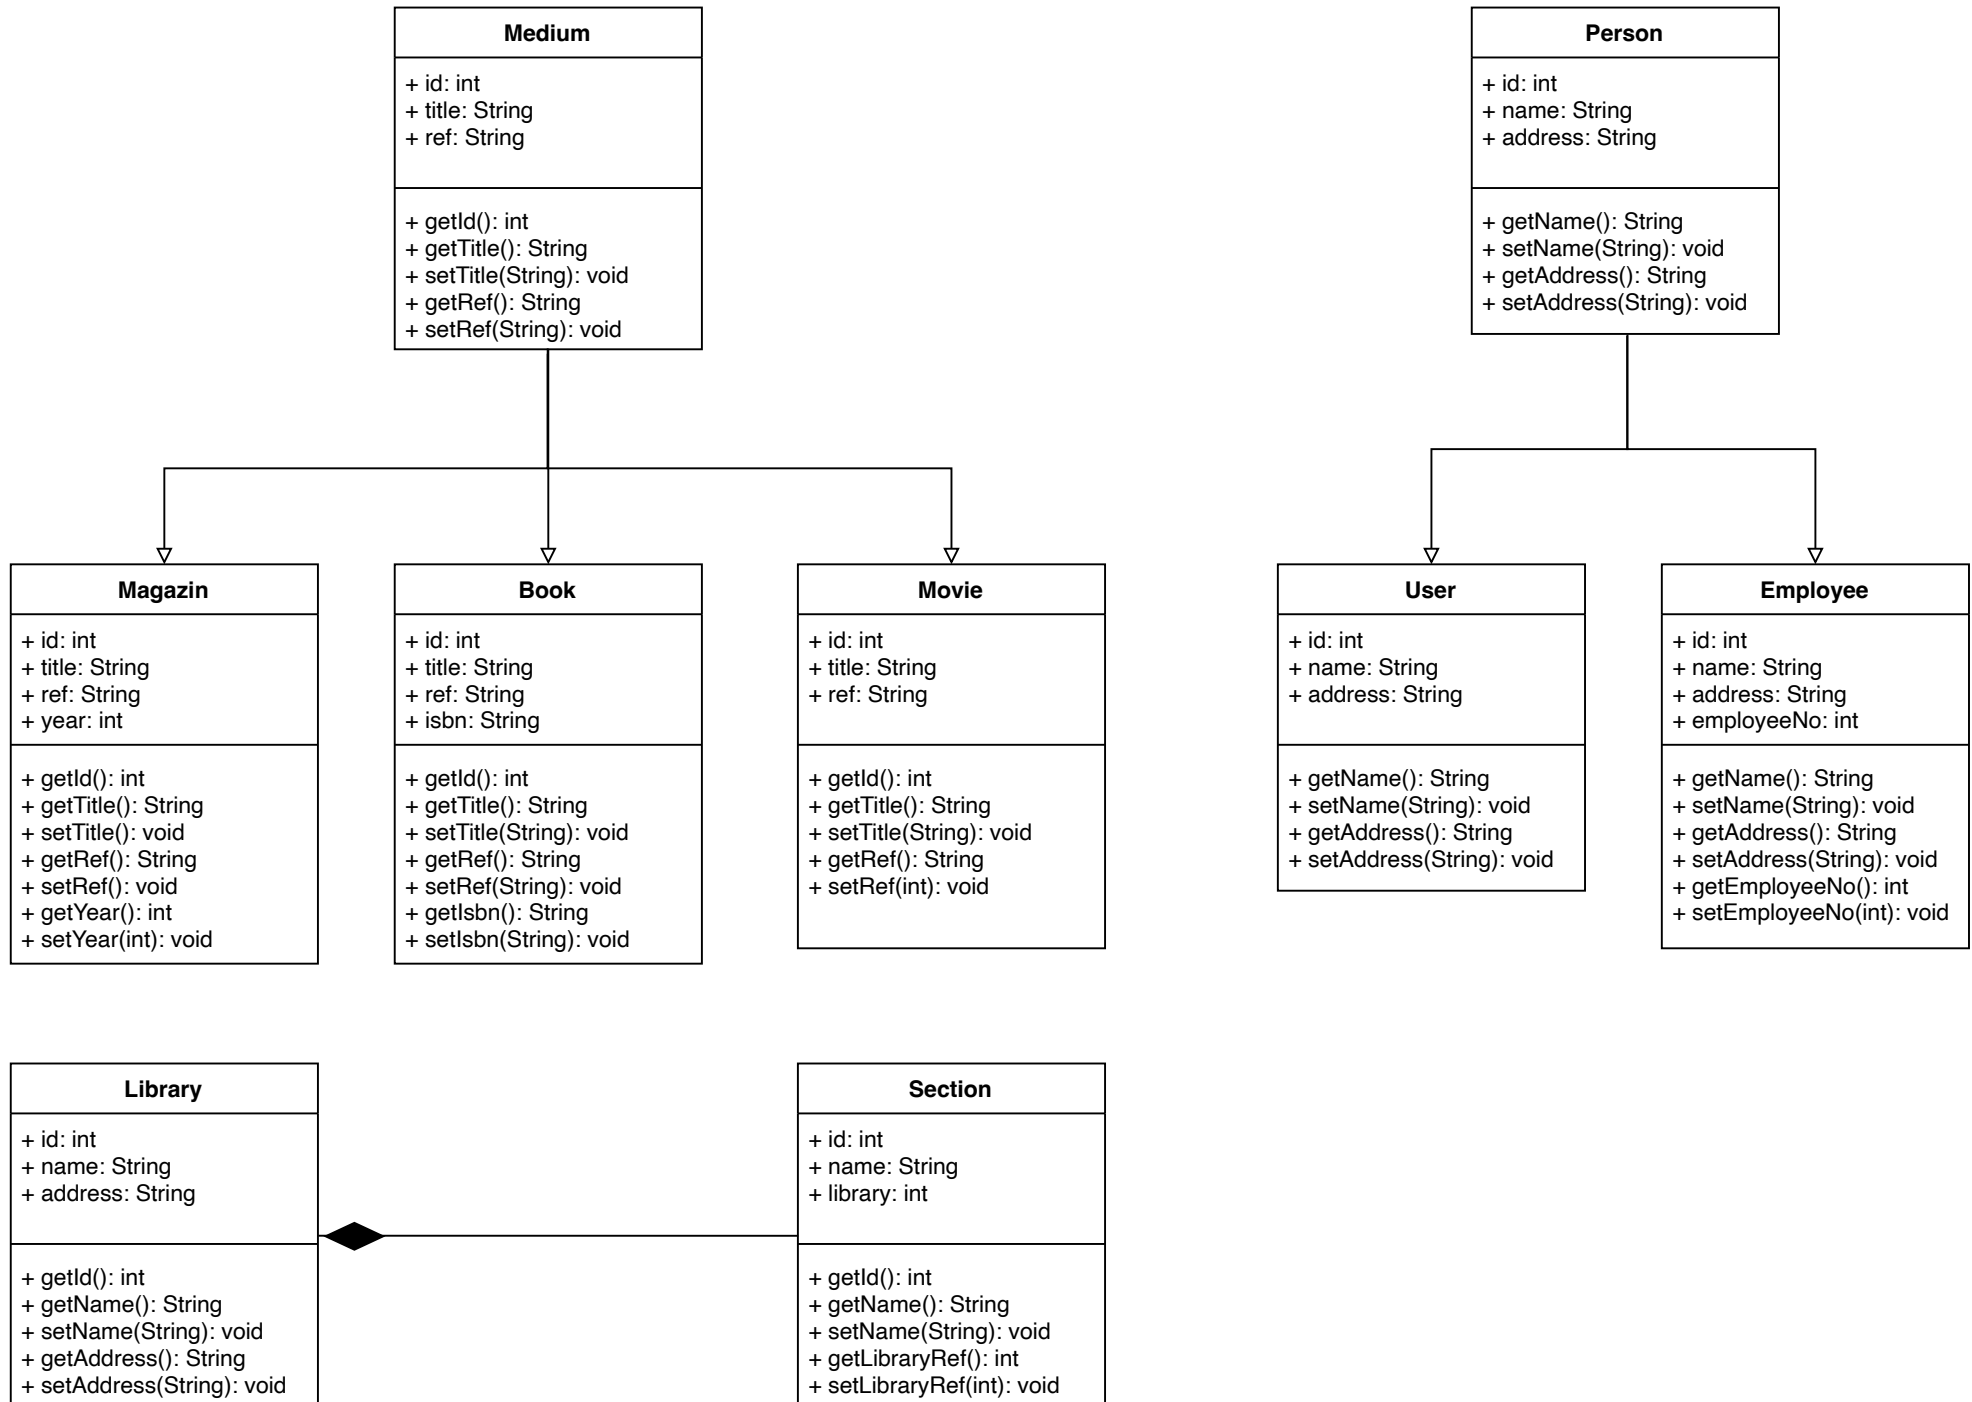 Medium
+ id: int
+ title: String
+ ref: String
+ getId(): int
+ getTitle(): String
+ setTitle(String): void
+ getRef(): String
+ setRef(String): void
Person
+ id: int
+ name: String
+ address: String
+ getName(): String
+ setName(String): void
+ getAddress(): String
+ setAddress(String): void
Magazin
+ id: int
+ title: String
+ ref: String
+ year: int
+ getId(): int
+ getTitle(): String
+ setTitle(): void
+ getRef(): String
+ setRef(): void
+ getYear(): int
+ setYear(int): void
Book
+ id: int
+ title: String
+ ref: String
+ isbn: String
+ getId(): int
+ getTitle(): String
+ setTitle(String): void
+ getRef(): String
+ setRef(String): void
+ getIsbn(): String
+ setIsbn(String): void
Movie
+ id: int
+ title: String
+ ref: String
+ getId(): int
+ getTitle(): String
+ setTitle(String): void
+ getRef(): String
+ setRef(int): void
User
+ id: int
+ name: String
+ address: String
+ getName(): String
+ setName(String): void
+ getAddress(): String
+ setAddress(String): void
Employee
+ id: int
+ name: String
+ address: String
+ employeeNo: int
+ getName(): String
+ setName(String): void
+ getAddress(): String
+ setAddress(String): void
+ getEmployeeNo(): int
+ setEmployeeNo(int): void
Library
+ id: int
+ name: String
+ address: String
+ getId(): int
+ getName(): String
+ setName(String): void
+ getAddress(): String
+ setAddress(String): void
Section
+ id: int
+ name: String
+ library: int
+ getId(): int
+ getName(): String
+ setName(String): void
+ getLibraryRef(): int
+ setLibraryRef(int): void